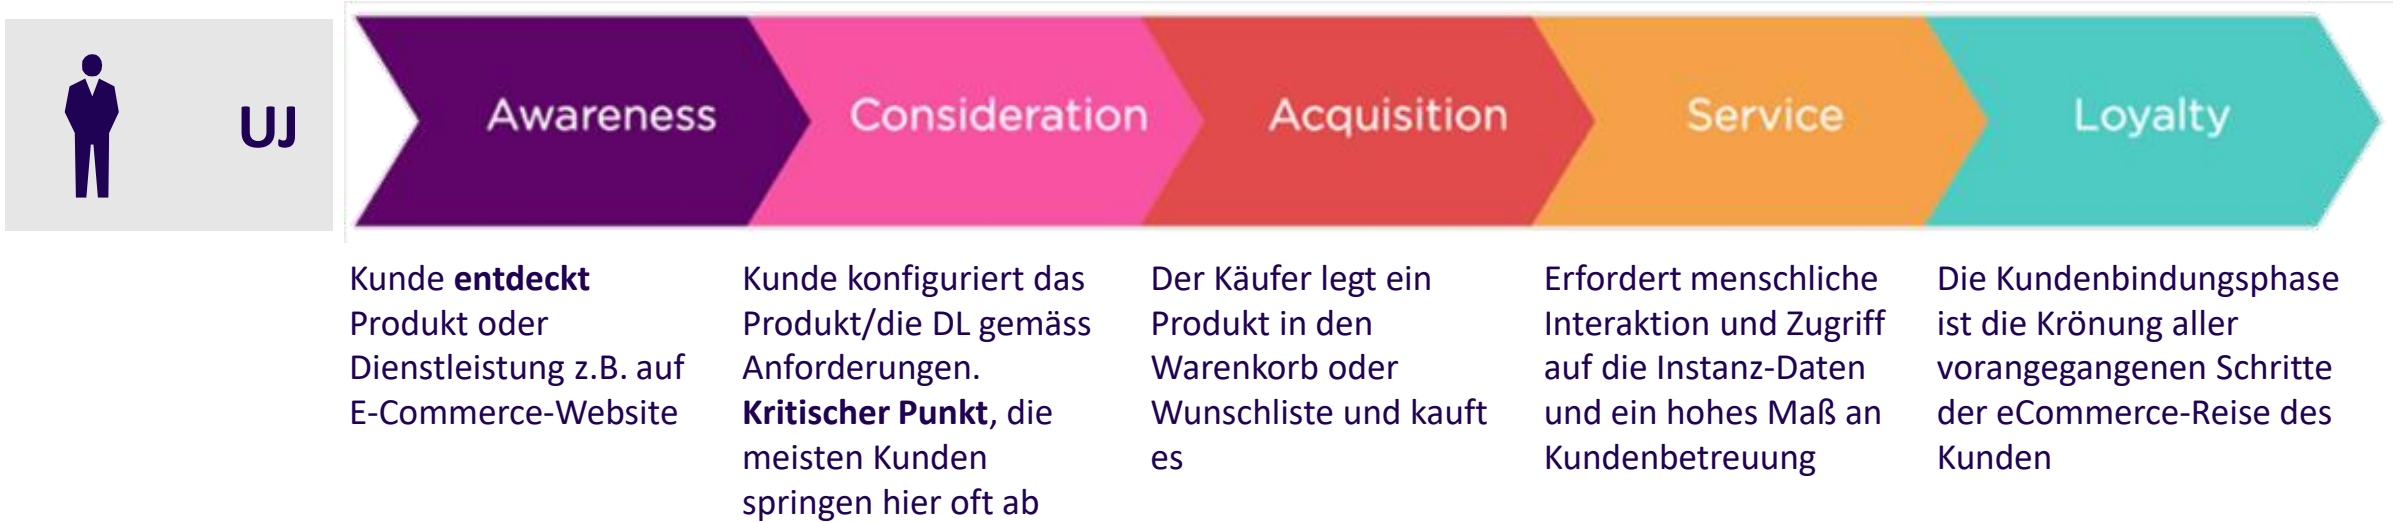 UJ
Awareness
Consideration
Acquisition
Service
Loyalty
Kunde entdeckt
Produkt oder
Dienstleistung z.B. auf
E-Commerce-Website
Kunde konfiguriert das
Produkt/die DL gemäss
Anforderungen.
Kritischer Punkt, die
meisten Kunden
springen hier oft ab
Der Käufer legt ein
Produkt in den
Warenkorb oder
Wunschliste und kauft
es
Erfordert menschliche
Interaktion und Zugriff
auf die Instanz-Daten
und ein hohes Maß an
Kundenbetreuung
Die Kundenbindungsphase
ist die Krönung aller
vorangegangenen Schritte
der eCommerce-Reise des
Kunden